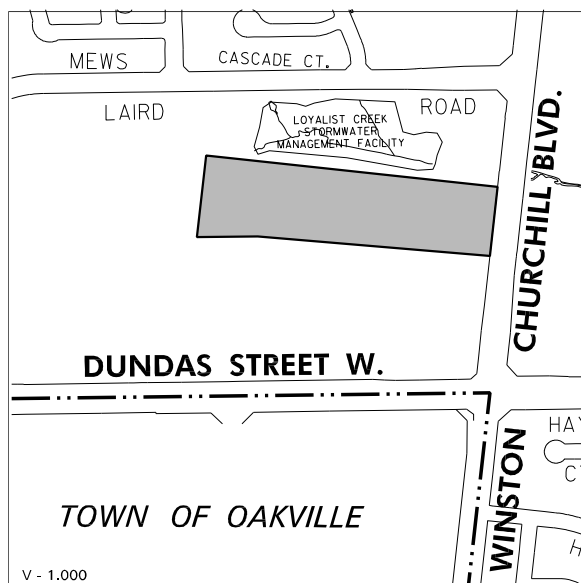 MEWS
CASCADE CT.
LAIRD ROAD
LOYALIST CREEK
STORMWATER
MANAGEMENT FACILITY
CHURCHILL BLVD.
DUNDAS STREET W.
HAY
C
WINSTON
TOWN OF OAKVILLE
H
V - 1.000